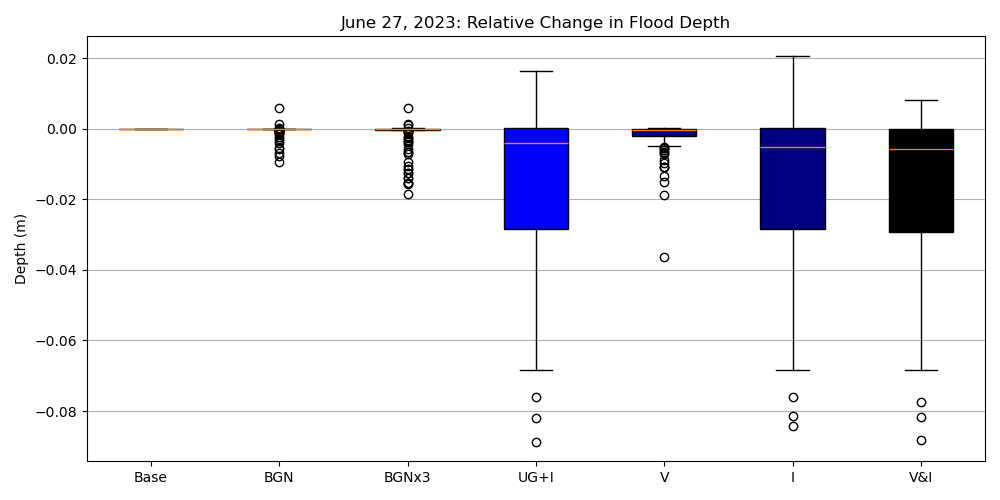 June 27, 2023: Relative Change in Flood Depth
Depth (m)
0.02
0.00
−0.02
−0.04
−0.06
−0.08
Base BGN BGNx3 UG+I V I V&I